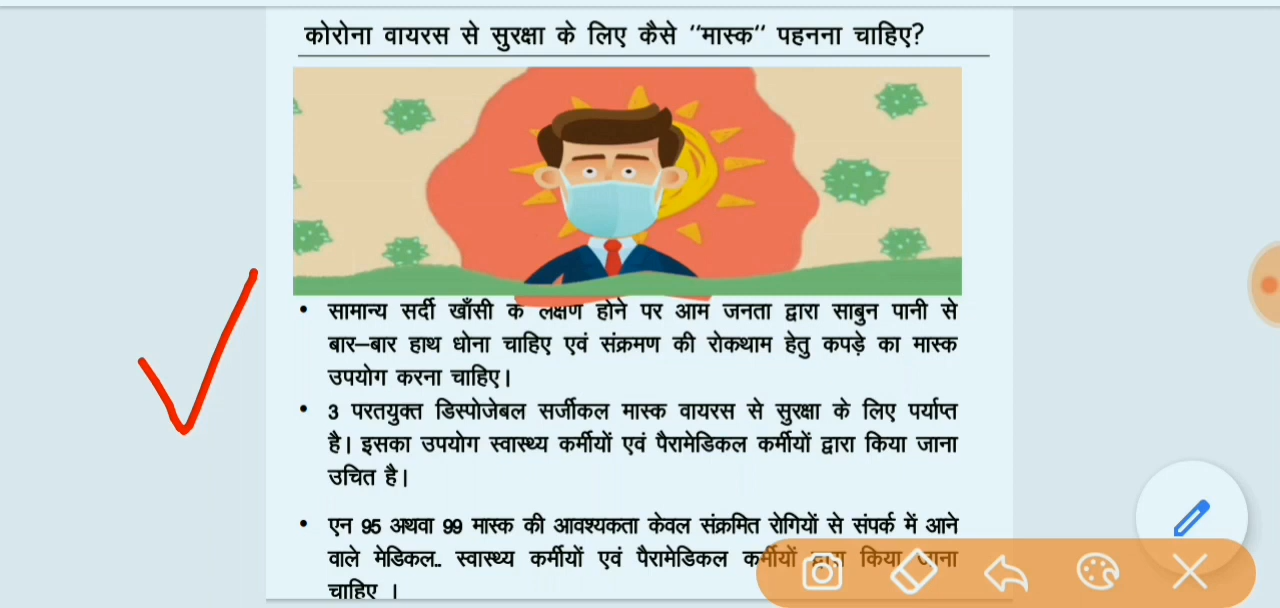 कोरोना वायरस से सुरक्षा के लिए कैसे “मास्क” पहनना चाहिए?
• सामान्य सर्दी खाँसी के लक्षण होने पर आम जनता द्वारा साबुन पानी से
बार–बार हाथ धोना चाहिए एवं संक्रमण की रोकथाम हेतु कपड़े का मास्क
उपयोग करना चाहिए।
• 3 परतयुक्त डिस्पोजेबल सर्जीकल मास्क वायरस से सुरक्षा के लिए पर्याप्त
है। इसका उपयोग स्वास्थ्य कर्मीयों एवं पैरामेडिकल कर्मीयों द्वारा किया जाना
उचित है।
• एन 95 अथवा 99 मास्क की आवश्यकता केवल संक्रमित रोगियों से संपर्क में आने
वाले मेडिकल.. स्वास्थ्य कर्मीयों एवं पैरामेडिकल कर्मीयों द्वारा किया जाना
चाहिए ।